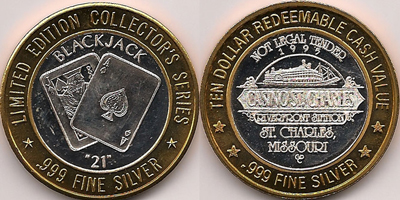 LIMITED EDITION COLLECTOR'S SERIES
BLACKJACK
"21"
.999 FINE SILVER
TEN DOLLAR REDEEMABLE CASH VALUE
NOT LEGAL TENDER
1995
CASINO ST. CHARLES
RIVERFRONT STATION
ST. CHARLES,
MISSOURI
.999 FINE SILVER